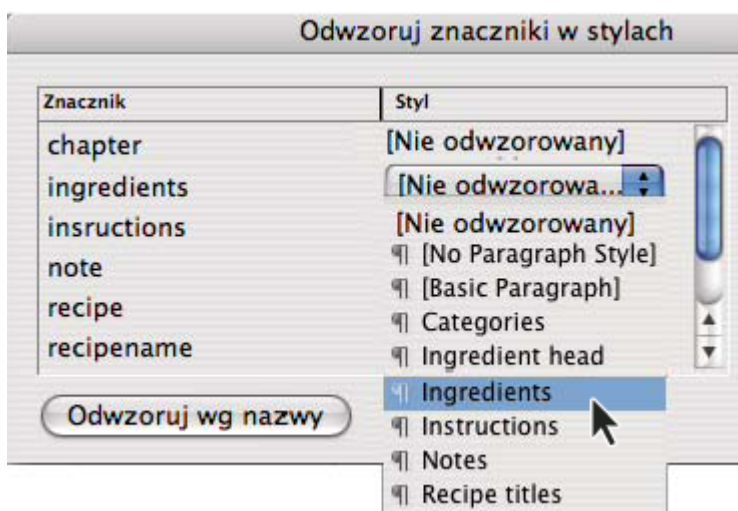 Odwzoruj znaczniki w stylach
Znacznik Styl
chapter [Nie odwzorowany]
ingredients [Nie odwzorowa...
insructions [Nie odwzorowany]
¶ [No Paragraph Style]
note
¶ [Basic Paragraph]
recipe ¶ Categories
recipename ¶ Ingredient head
¶ Ingredients
Odwzoruj wg nazwy
¶ Instructions
¶ Notes
¶ Recipe titles